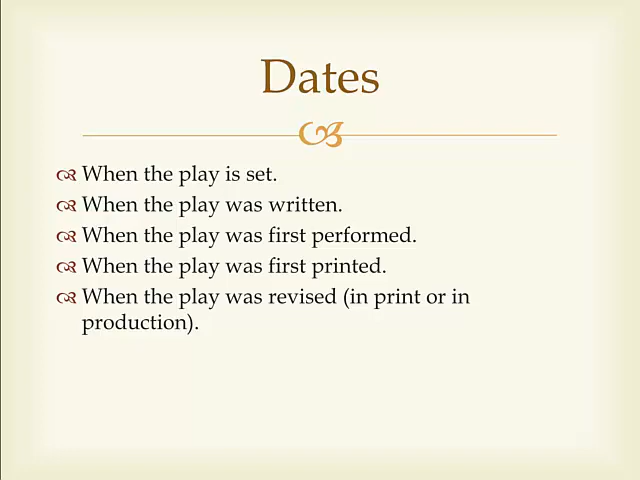 Dates
When the play is set.
When the play was written.
When the play was first performed.
When the play was first printed.
When the play was revised (in print or in
production).